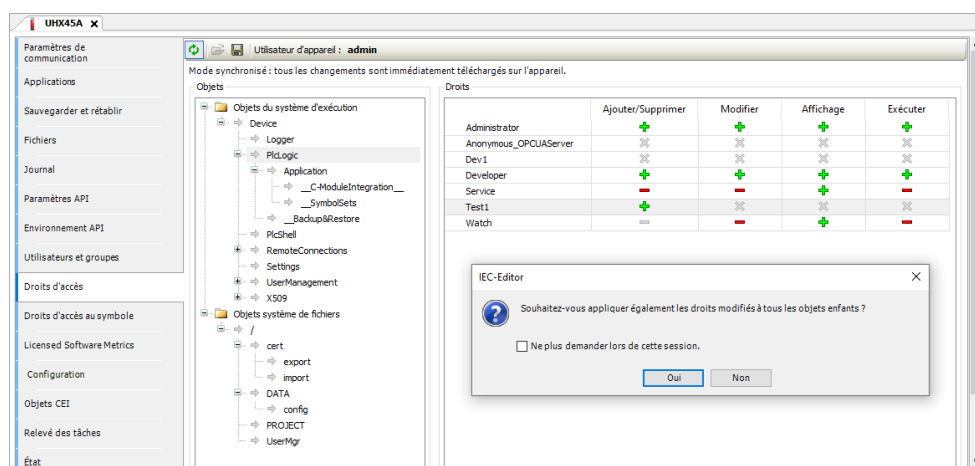 UHX45A
Paramètres de
communication
Applications
Sauvegarder et rétablir
Fichiers
Journal
Paramètres API
Environnement API
Utilisateurs et groupes
Droits d'accès
Droits d'accès au symbole
Licensed Software Metrics
Configuration
Objets CEI
Relevé des tâches
État
Utilisateur d'appareil : admin
Mode synchronisé : tous les changements sont immédiatement téléchargés sur l'appareil.
Objets
Objets du système d'exécution
Device
Logger
PlcLogic
Application
__C-ModuleIntegration__
__SymbolSets
__Backup&Restore
PlcShell
RemoteConnections
Settings
UserManagement
X509
Objets système de fichiers
/
cert
export
import
DATA
config
PROJECT
UserMgr
Droits
Ajouter/Supprimer Modifier Affichage Exécuter
Administrator
Anonymous_OPCUAServer
Dev1
Developer
Service
Test1
Watch
IEC-Editor
Souhaitez-vous appliquer également les droits modifiés à tous les objets enfants ?
Ne plus demander lors de cette session.
Oui Non